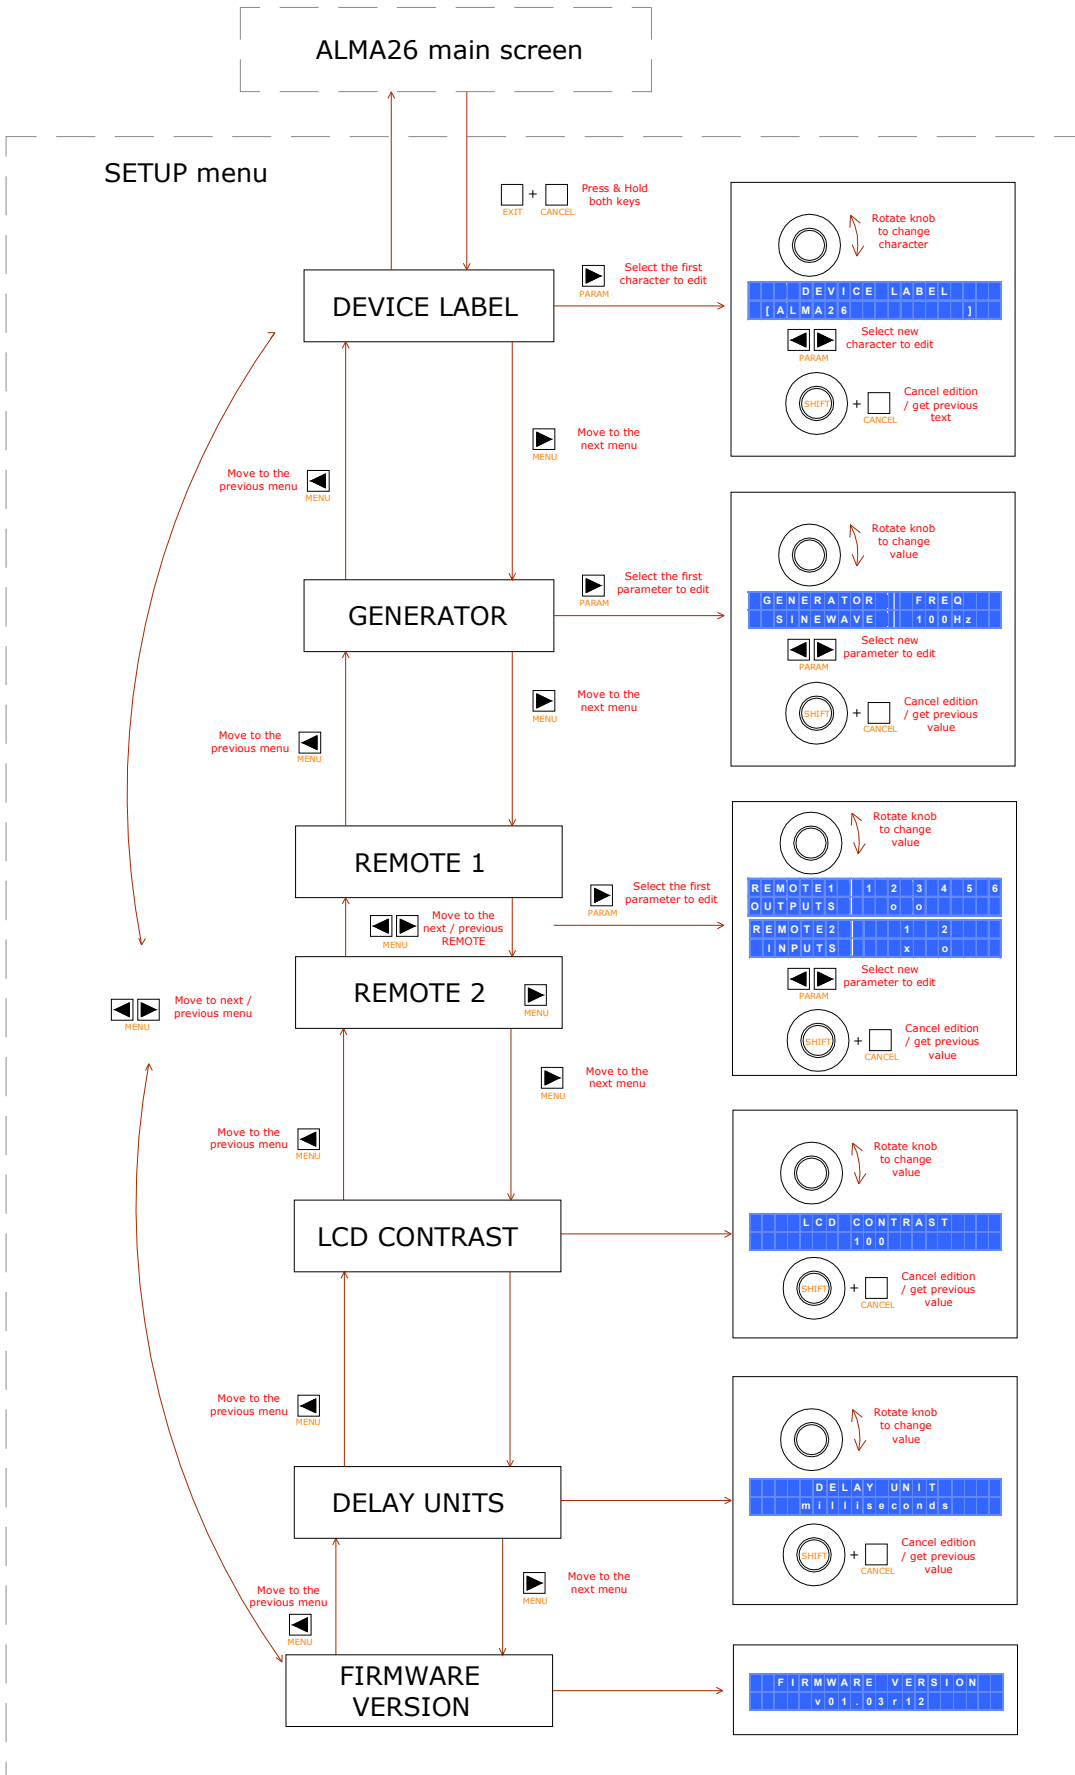 ALMA26 main screen
SETUP menu
+
Press & Hold
both keys
EXIT
CANCEL
Rotate knob
to change
character
DEVICE LABEL
Select the first
character to edit
PARAM
DEVICE LABEL
[ALMA26 ]
Select new
character to edit
PARAM
SHIFT
+
CANCEL
Cancel edition
/ get previous
text
Move to the
next menu
MENU
Move to the
previous menu
MENU
Rotate knob
to change
value
GENERATOR
Select the first
parameter to edit
PARAM
GENERATOR FREQ
SINEWAVE 100Hz
Select new
parameter to edit
PARAM
SHIFT
+
CANCEL
Cancel edition
/ get previous
value
Move to the
next menu
MENU
Move to the
previous menu
MENU
Rotate knob
to change
value
REMOTE 1
Select the first
parameter to edit
PARAM
REMOTE1 1 2 3 4 5 6
OUTPUTS o o
REMOTE2 1 2
INPUTS x o
Move to the
next / previous
REMOTE
MENU
Select new
parameter to edit
PARAM
REMOTE 2
MENU
Move to next /
previous menu
MENU
SHIFT
+
CANCEL
Cancel edition
/ get previous
value
Move to the
next menu
MENU
Move to the
previous menu
MENU
Rotate knob
to change
value
LCD CONTRAST
LCD CONTRAST
100
SHIFT
+
CANCEL
Cancel edition
/ get previous
value
Move to the
previous menu
MENU
Rotate knob
to change
value
DELAY UNITS
DELAY UNIT
milliseconds
SHIFT
+
CANCEL
Cancel edition
/ get previous
value
Move to the
next menu
MENU
Move to the
previous menu
MENU
FIRMWARE
VERSION
FIRMWARE VERSION
v01.03r12